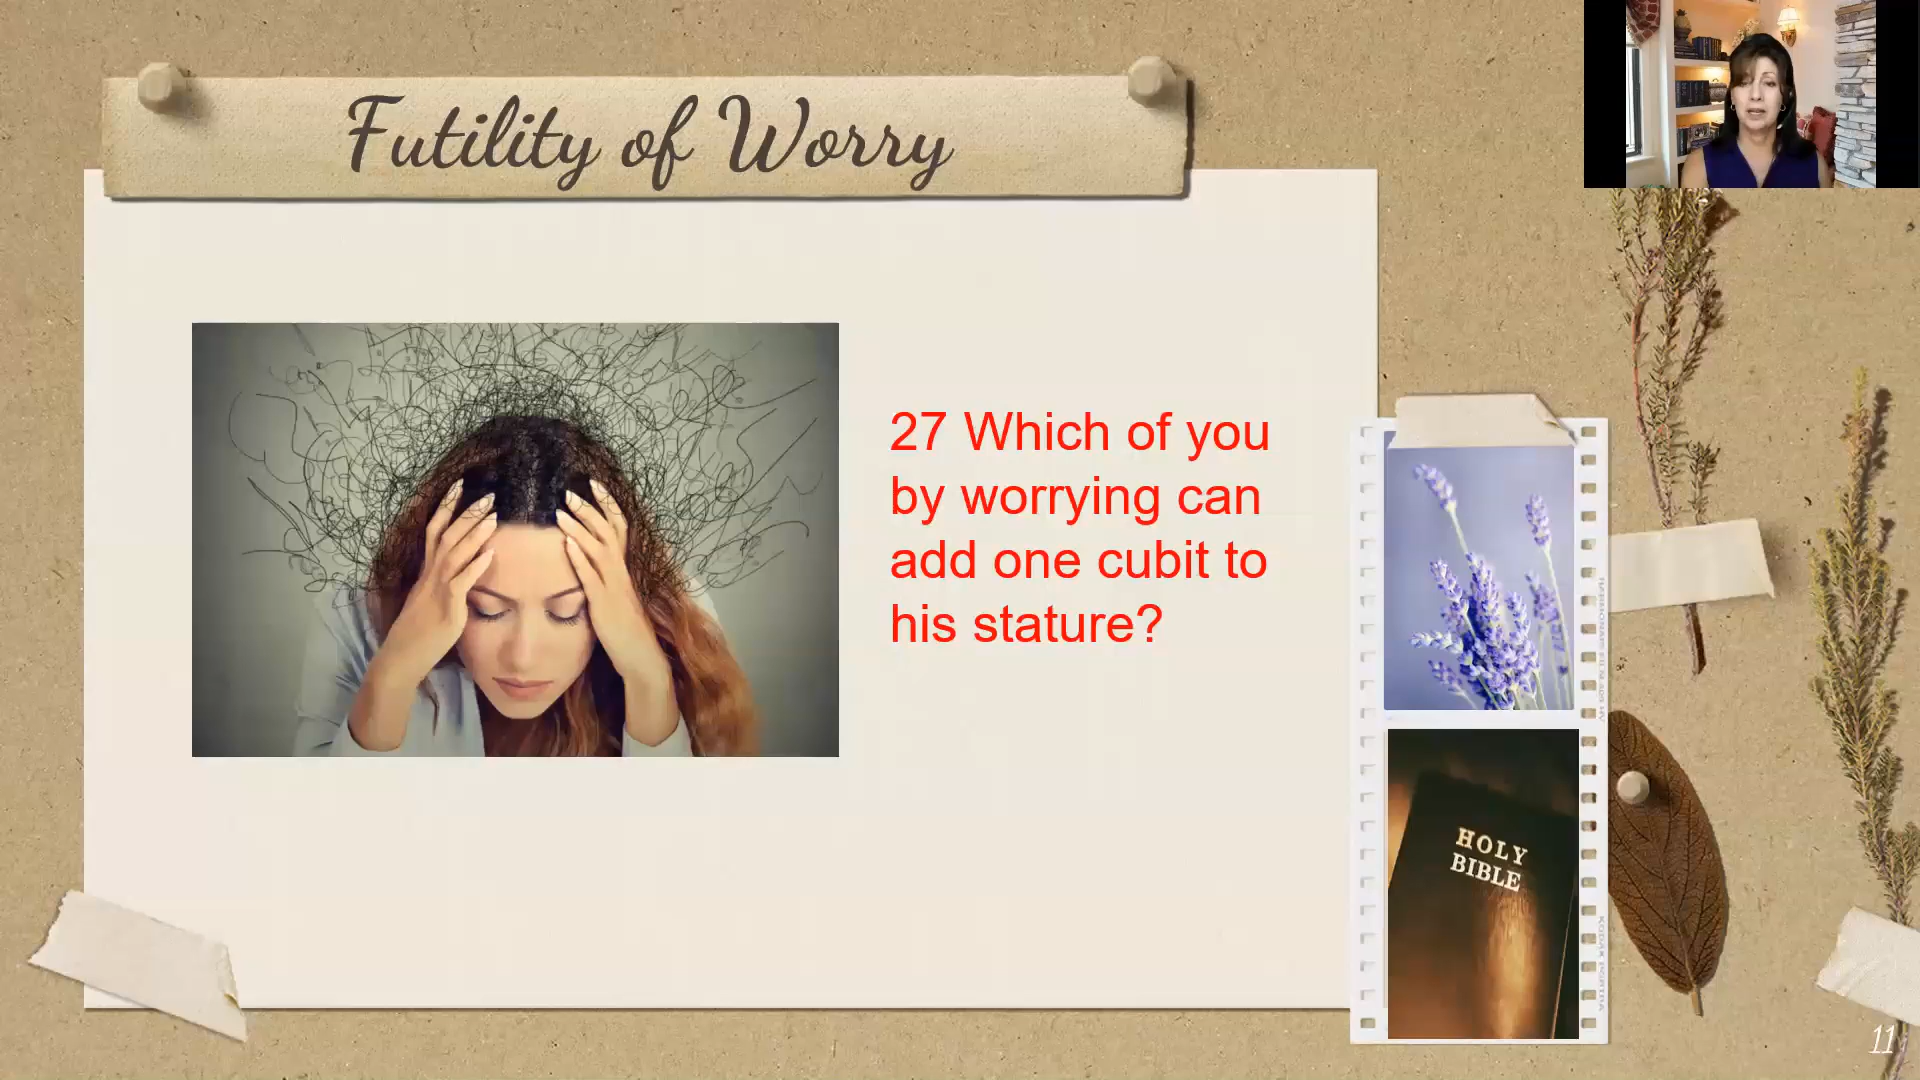 Futility of Worry
27 Which of you
by worrying can
add one cubit to
his stature?
HOLY
BIBLE
11